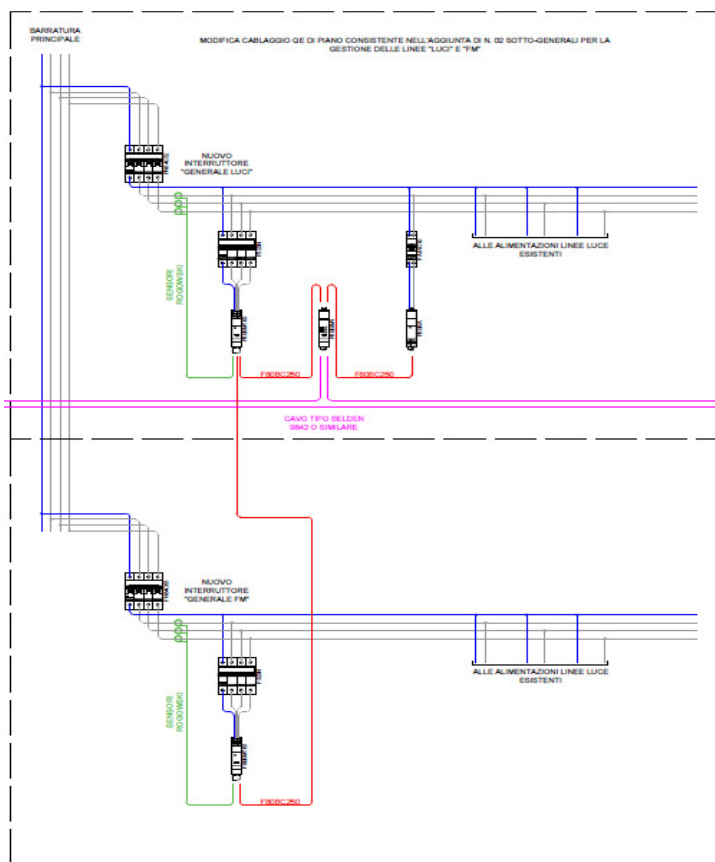 BARRATURA
PRINCIPALE
MODIFICA CABLAGGIO QE DI PIANO CONSISTENTE NELL'AGGIUNTA DI N. 02 SOTTO-GENERALI PER LA
GESTIONE DELLE LINEE "LUCI" E "FM"
NUOVO
INTERRUTTORE
"GENERALE LUCI"
SENSORI
ROGOWSKI
ALLE ALIMENTAZIONI LINEE LUCE
ESISTENTI
F80BC250
F80BC250
CAVO TIPO BELDEN
9842 O SIMILARE
NUOVO
INTERRUTTORE
"GENERALE FM"
SENSORI
ROGOWSKI
ALLE ALIMENTAZIONI LINEE LUCE
ESISTENTI
F80BC250